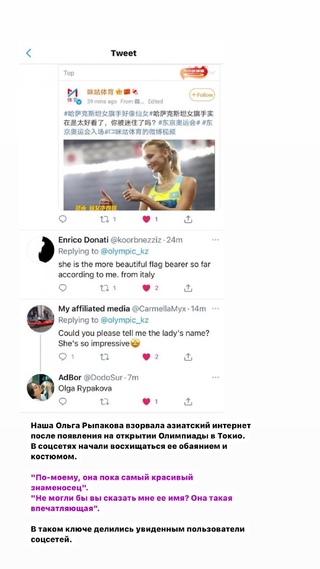 Tweet
Top
咪咕体育
39 mins ago From Edited
+Follow
#哈萨克斯坦女旗手好像仙女#哈萨克斯坦女旗手实
在是太好看了，你被迷住了吗？ #东京奥运会# #东
京奥运会入场#咪咕体育的微博视频
1
Enrico Donati @koorbnezziz · 24m
Replying to @olympic_kz
she is the more beautiful flag bearer so far
according to me. from italy
1
2
My affiliated media @CarmellaMyx · 14m
Replying to @olympic_kz
Could you please tell me the lady's name?
She's so impressive🤩
1
2
AdBor @DodoSur · 7m
Olga Rypakova
1
Наша Ольга Рыпакова взорвала азиатский интернет
после появления на открытии Олимпиады в Токио.
В соцсетях начали восхищаться ее обаянием и
костюмом.
"По-моему, она пока самый красивый
знаменосец".
"Не могли бы вы сказать мне ее имя? Она такая
впечатляющая".
В таком ключе делились увиденным пользователи
соцсетей.